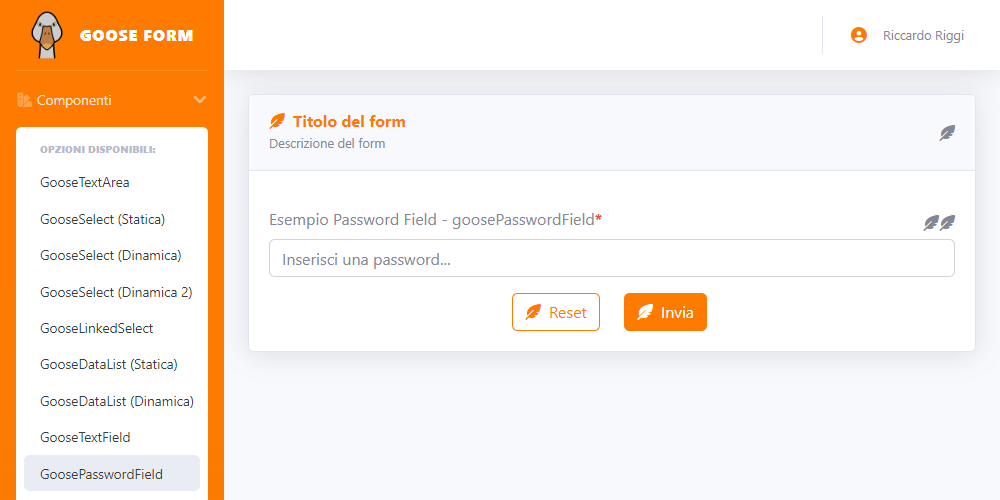 GOOSE FORM
Riccardo Riggi
Componenti
OPZIONI DISPONIBILI:
GooseTextArea
GooseSelect (Statica)
GooseSelect (Dinamica)
GooseSelect (Dinamica 2)
GooseLinkedSelect
GooseDataList (Statica)
GooseDataList (Dinamica)
GooseTextField
GoosePasswordField
Titolo del form
Descrizione del form
Esempio Password Field - goosePasswordField*
Inserisci una password...
Reset
Invia